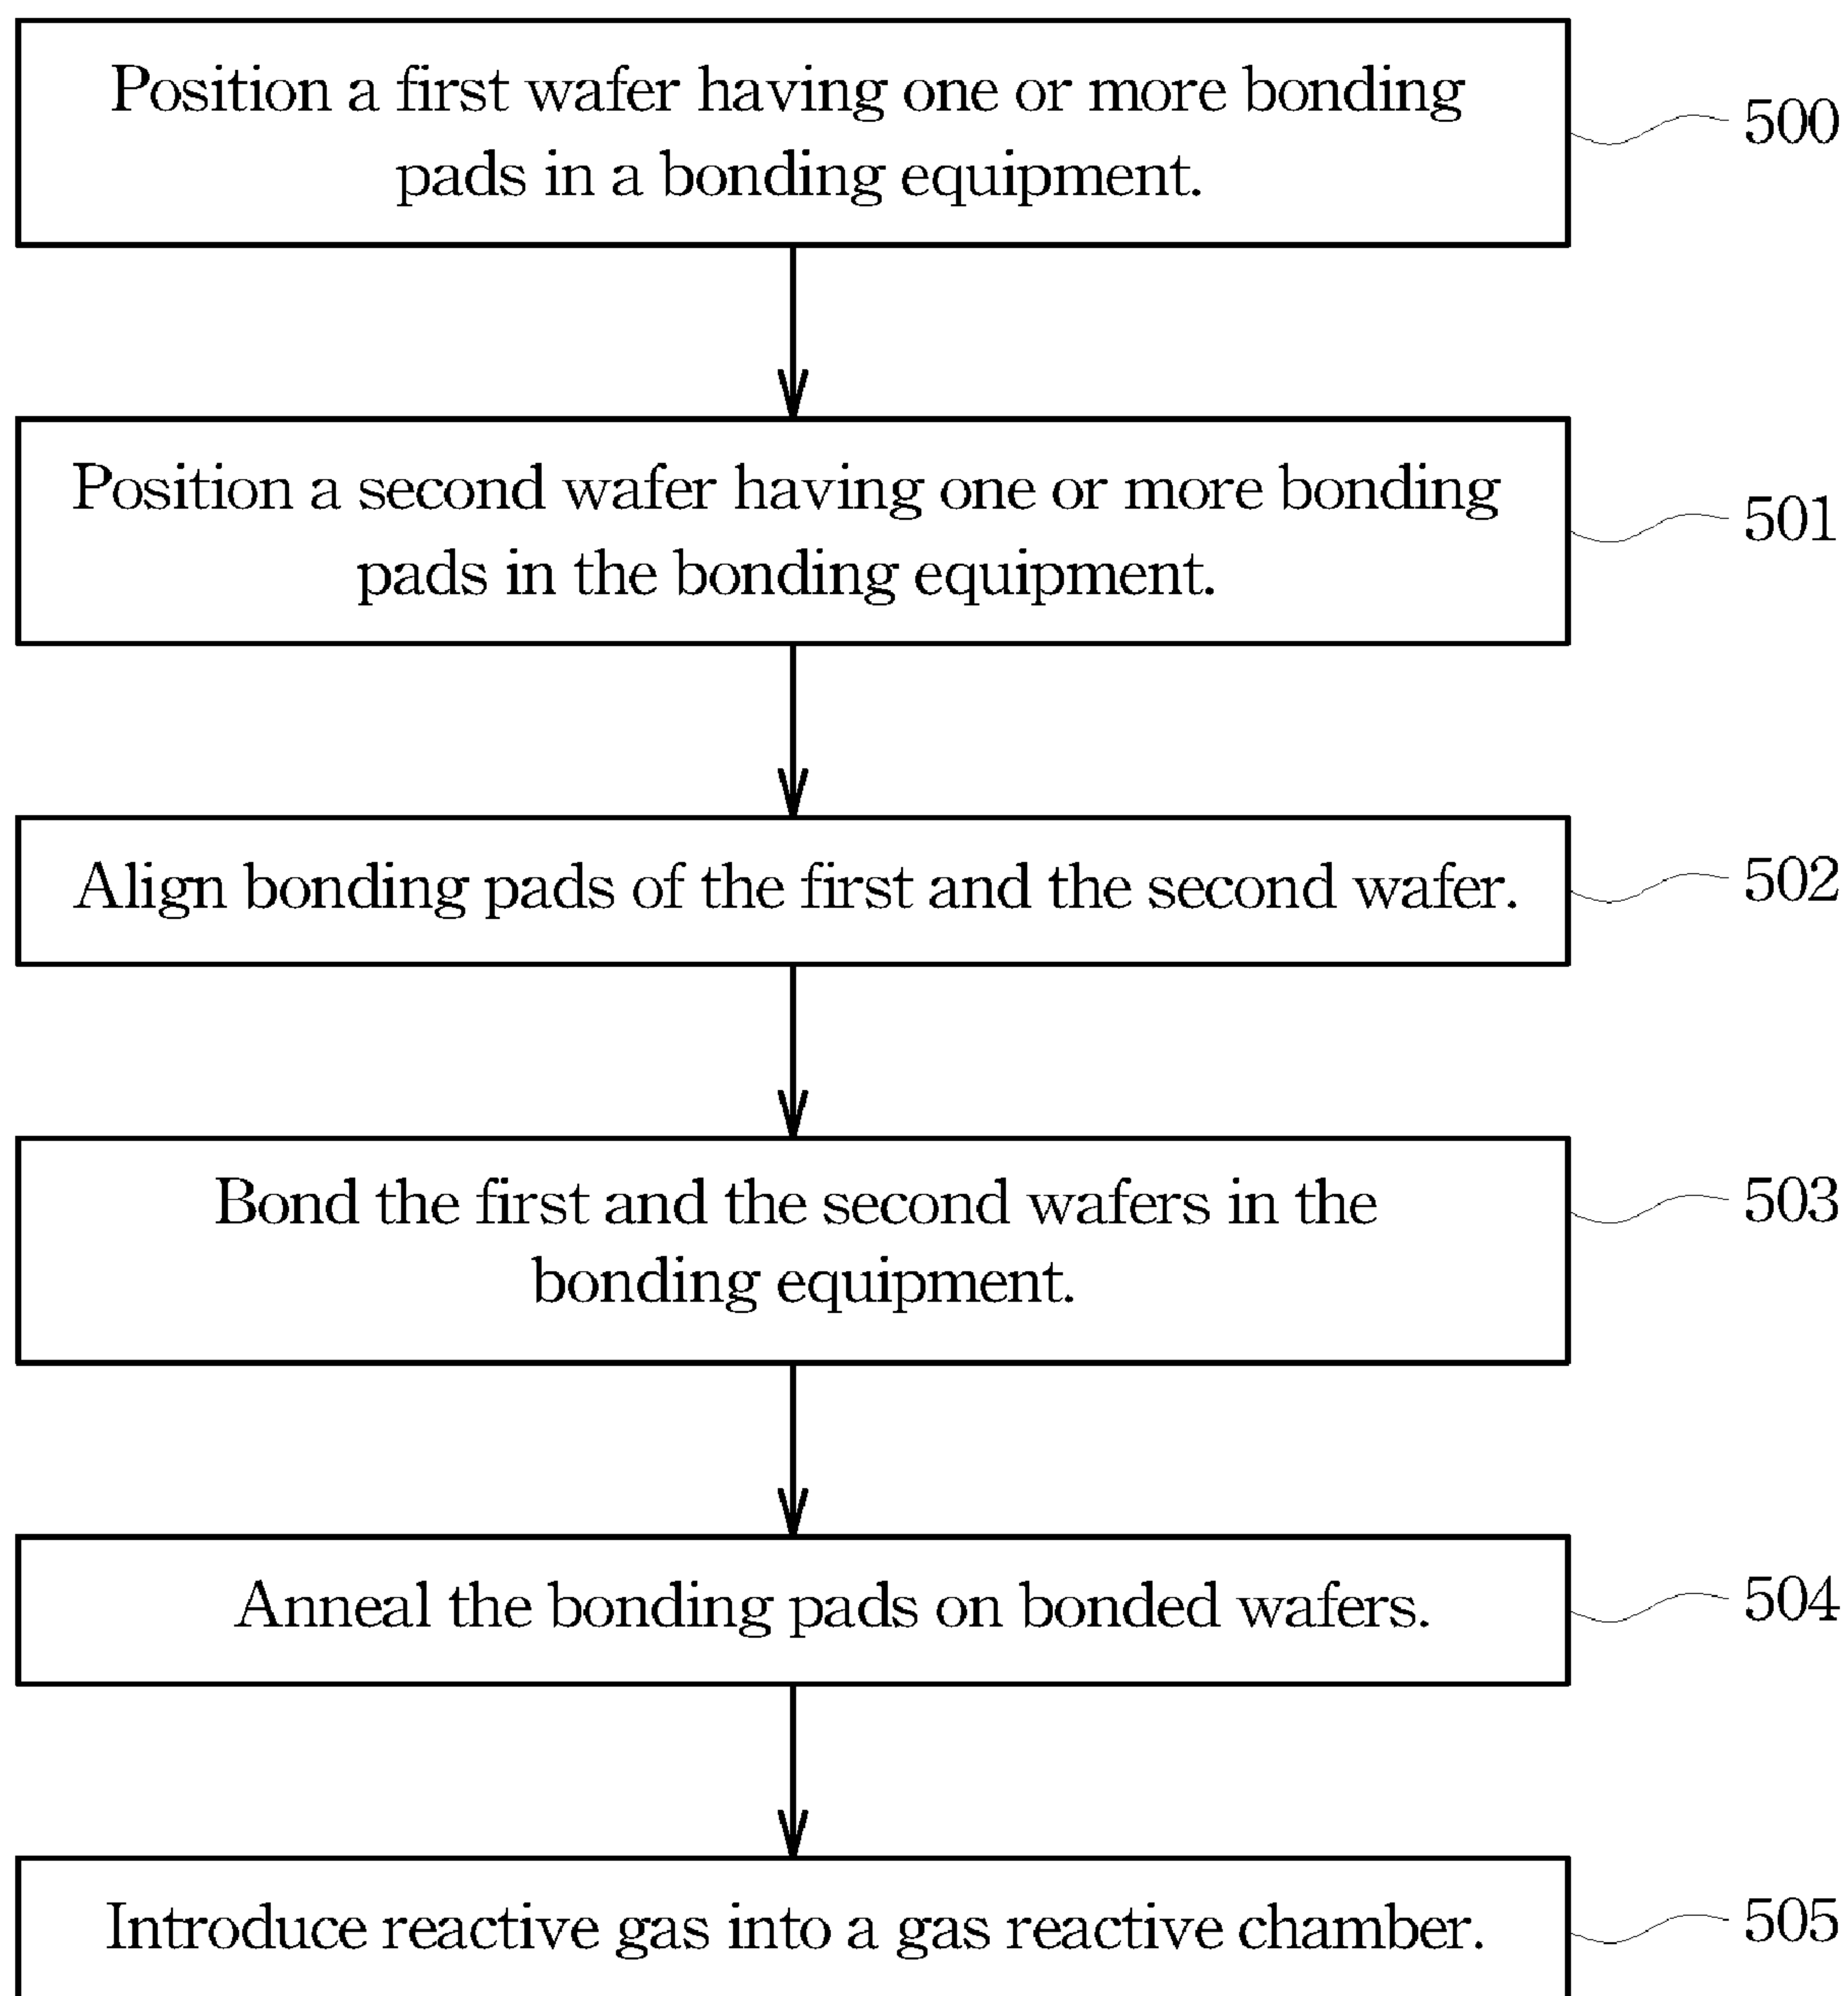 Position a first wafer having one or more bonding
pads in a bonding equipment.
500
Position a second wafer having one or more bonding
pads in the bonding equipment.
501
Align bonding pads of the first and the second wafer.
502
Bond the first and the second wafers in the
bonding equipment.
503
Anneal the bonding pads on bonded wafers.
504
Introduce reactive gas into a gas reactive chamber.
505